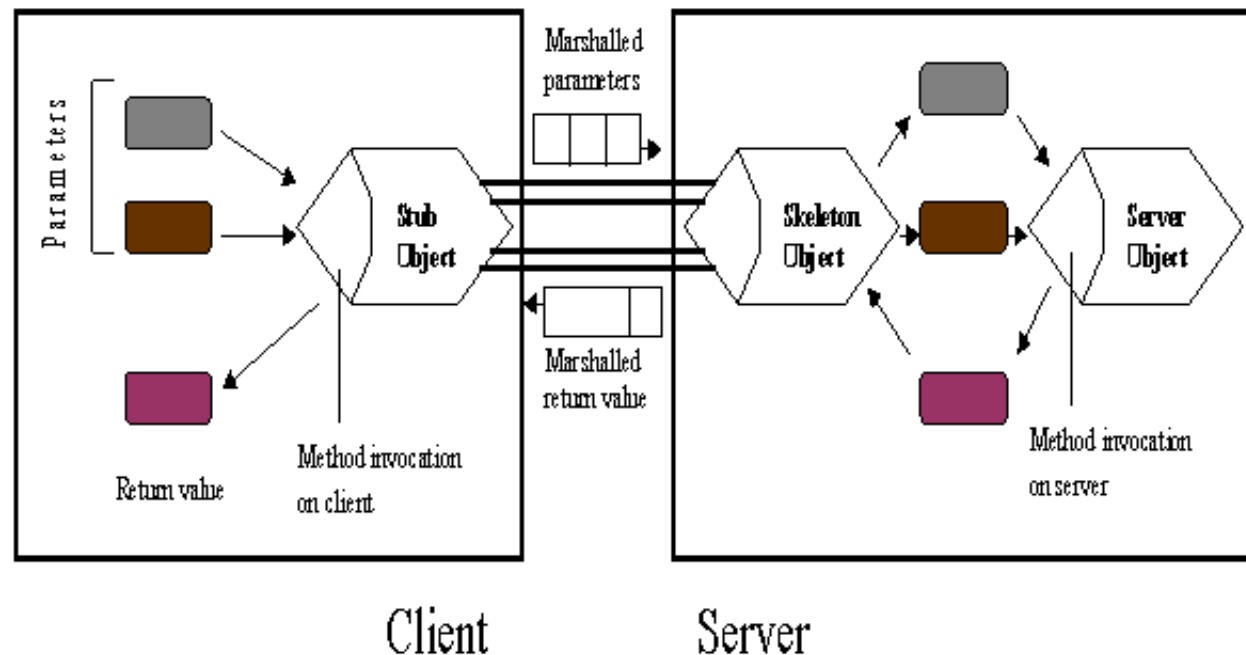 Marshalled
parameters
Parameters
Stub
Object
Skeleton
Object
Server
Object
Marshalled
return value
Return value
Method invocation
on client
Method invocation
on server
Client
Server